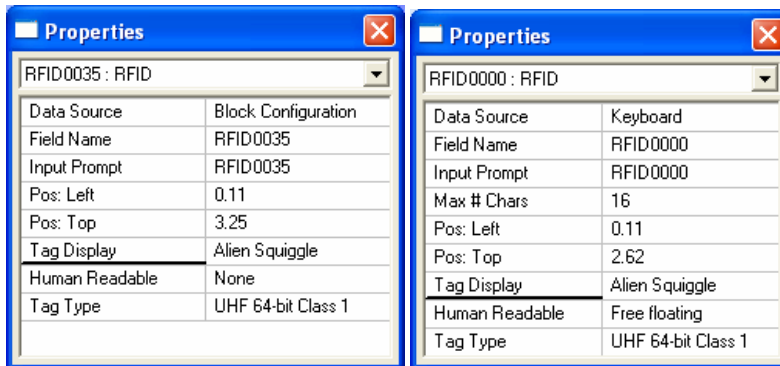 Properties
RFID0035 : RFID
Data Source Block Configuration
Field Name RFID0035
Input Prompt RFID0035
Pos: Left 0.11
Pos: Top 3.25
Tag Display Alien Squiggle
Human Readable None
Tag Type UHF 64-bit Class 1
Properties
RFID0000 : RFID
Data Source Keyboard
Field Name RFID0000
Input Prompt RFID0000
Max # Chars 16
Pos: Left 0.11
Pos: Top 2.62
Tag Display Alien Squiggle
Human Readable Free floating
Tag Type UHF 64-bit Class 1